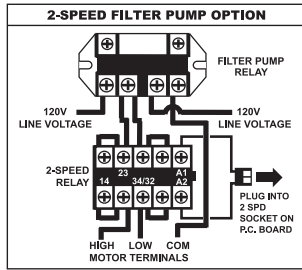 2-SPEED FILTER PUMP OPTION
FILTER PUMP
RELAY
120V
LINE VOLTAGE
120V
LINE VOLTAGE
2-SPEED
RELAY
23
A1
14
34/32
A2
PLUG INTO
2 SPD
SOCKET ON
P.C. BOARD
HIGH LOW COM
MOTOR TERMINALS